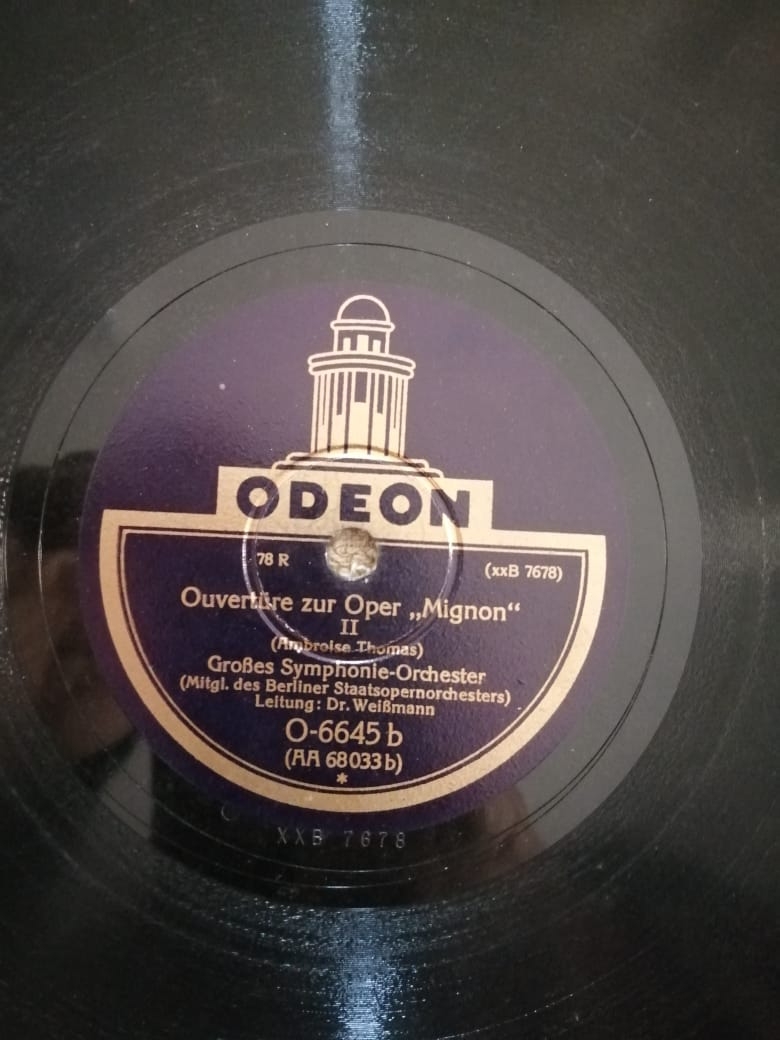 ODEON
78 R
(xxB 7678)
Ouvertüre zur Oper „Mignon“
II
(Ambroise Thomas)
Großes Symphonie-Orchester
(Mitgl. des Berliner Staatsopernorchesters)
Leitung: Dr. Weißmann
O-6645 b
(AA 68033 b)
*
XXB 7678